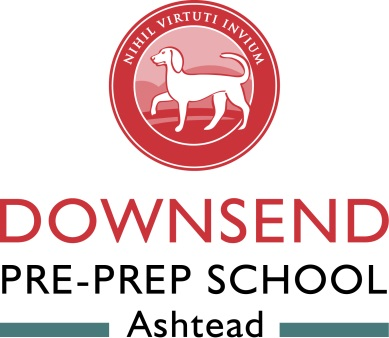 NIHIL VIRTUTI INVIUM
DOWNSEND
PRE-PREP SCHOOL
Ashtead